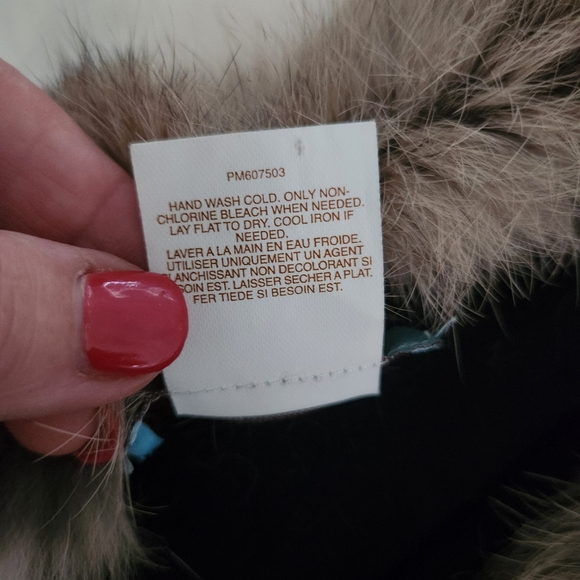 PM607503
HAND WASH COLD. ONLY NON-
CHLORINE BLEACH WHEN NEEDED.
LAY FLAT TO DRY. COOL IRON IF
NEEDED.
LAVER A LA MAIN EN EAU FROIDE.
UTILISER UNIQUEMENT UN AGENT
BLANCHISSANT NON DECOLORANT SI
BESOIN EST. LAISSER SECHER A PLAT.
FER TIEDE SI BESOIN EST.